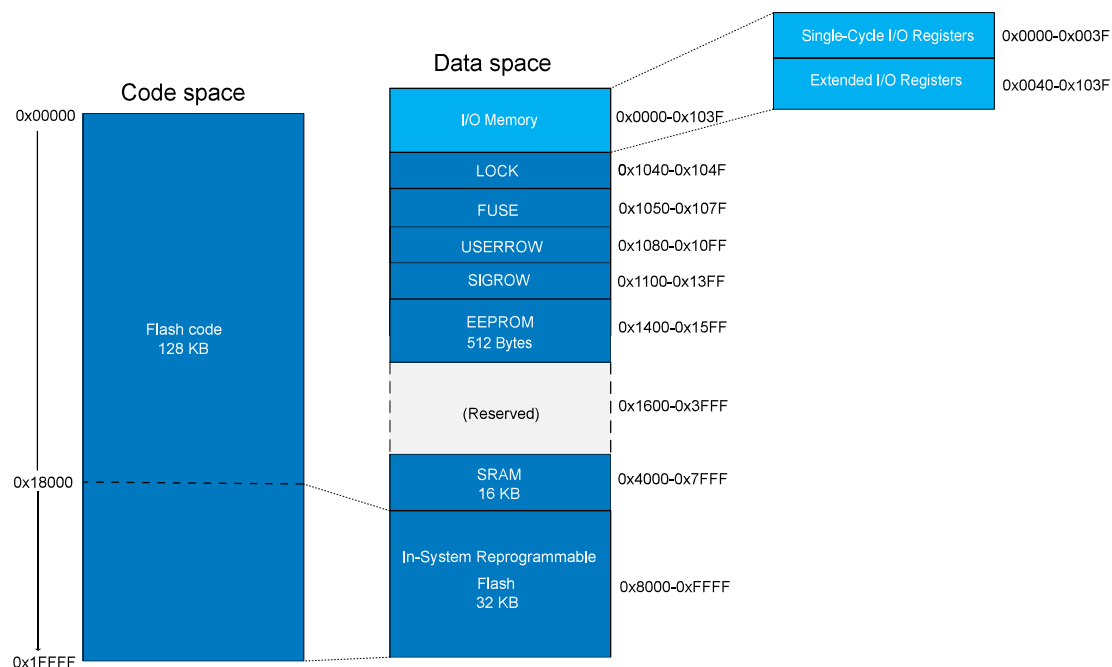 Code space
0x00000
Flash code
128 KB
0x18000
0x1FFFF
Data space
I/O Memory
0x0000-0x103F
LOCK
0x1040-0x104F
FUSE
0x1050-0x107F
USERROW
0x1080-0x10FF
SIGROW
0x1100-0x13FF
EEPROM
512 Bytes
0x1400-0x15FF
(Reserved)
0x1600-0x3FFF
SRAM
16 KB
0x4000-0x7FFF
In-System Reprogrammable
Flash
32 KB
0x8000-0xFFFF
Single-Cycle I/O Registers
0x0000-0x003F
Extended I/O Registers
0x0040-0x103F